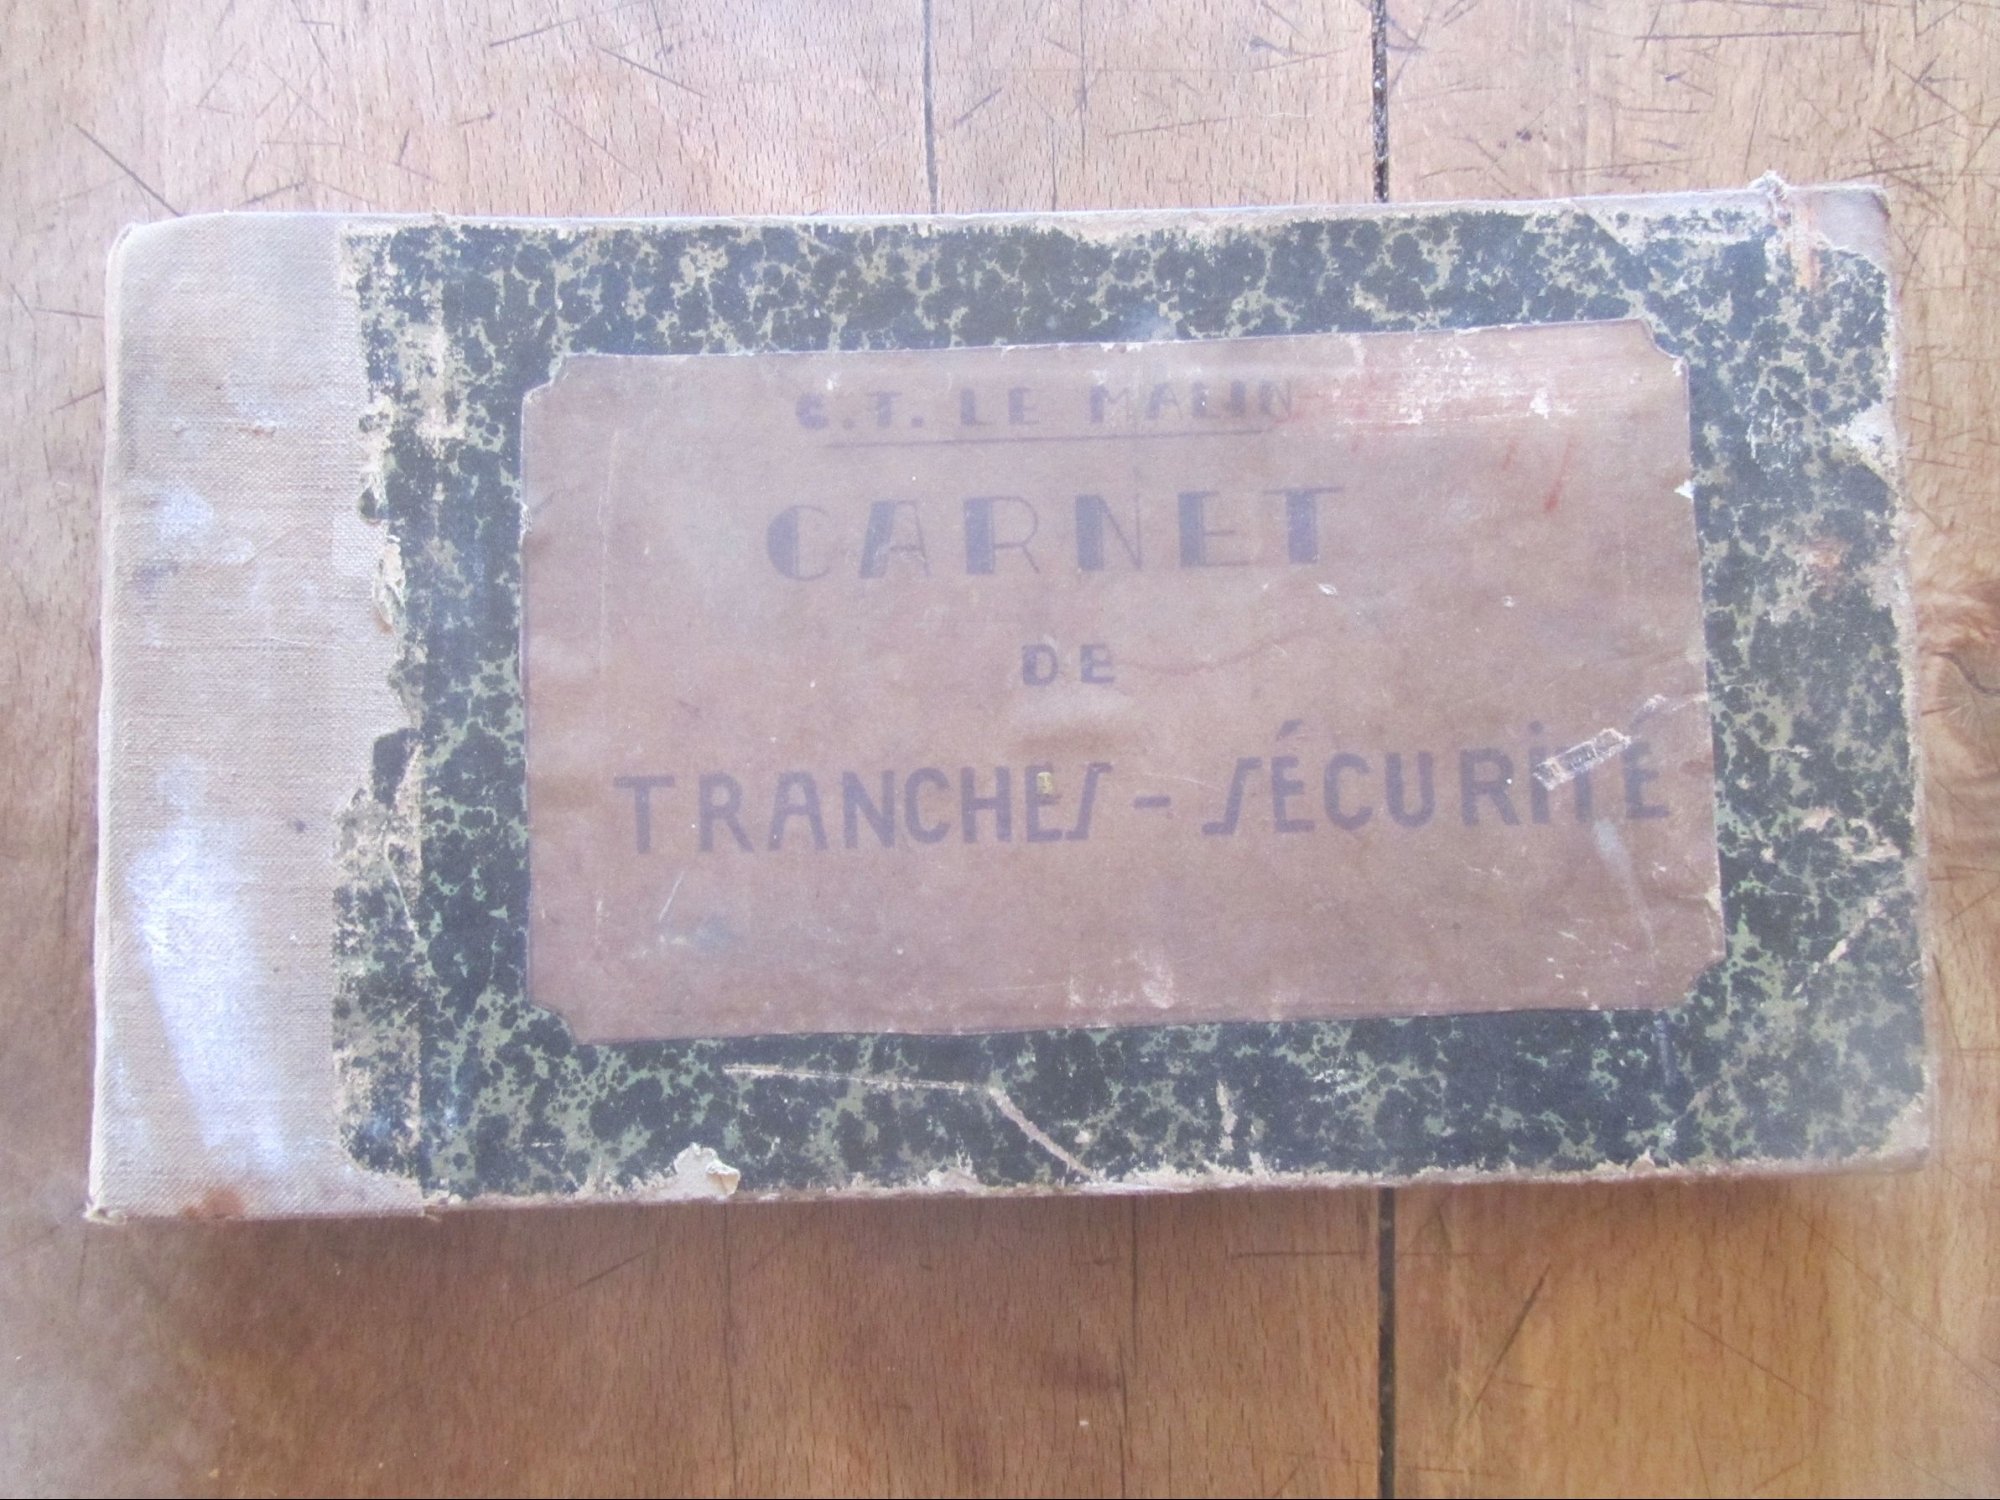 C.T. LE MALIN
CARNET
DE
TRANCHES - SÉCURITÉ